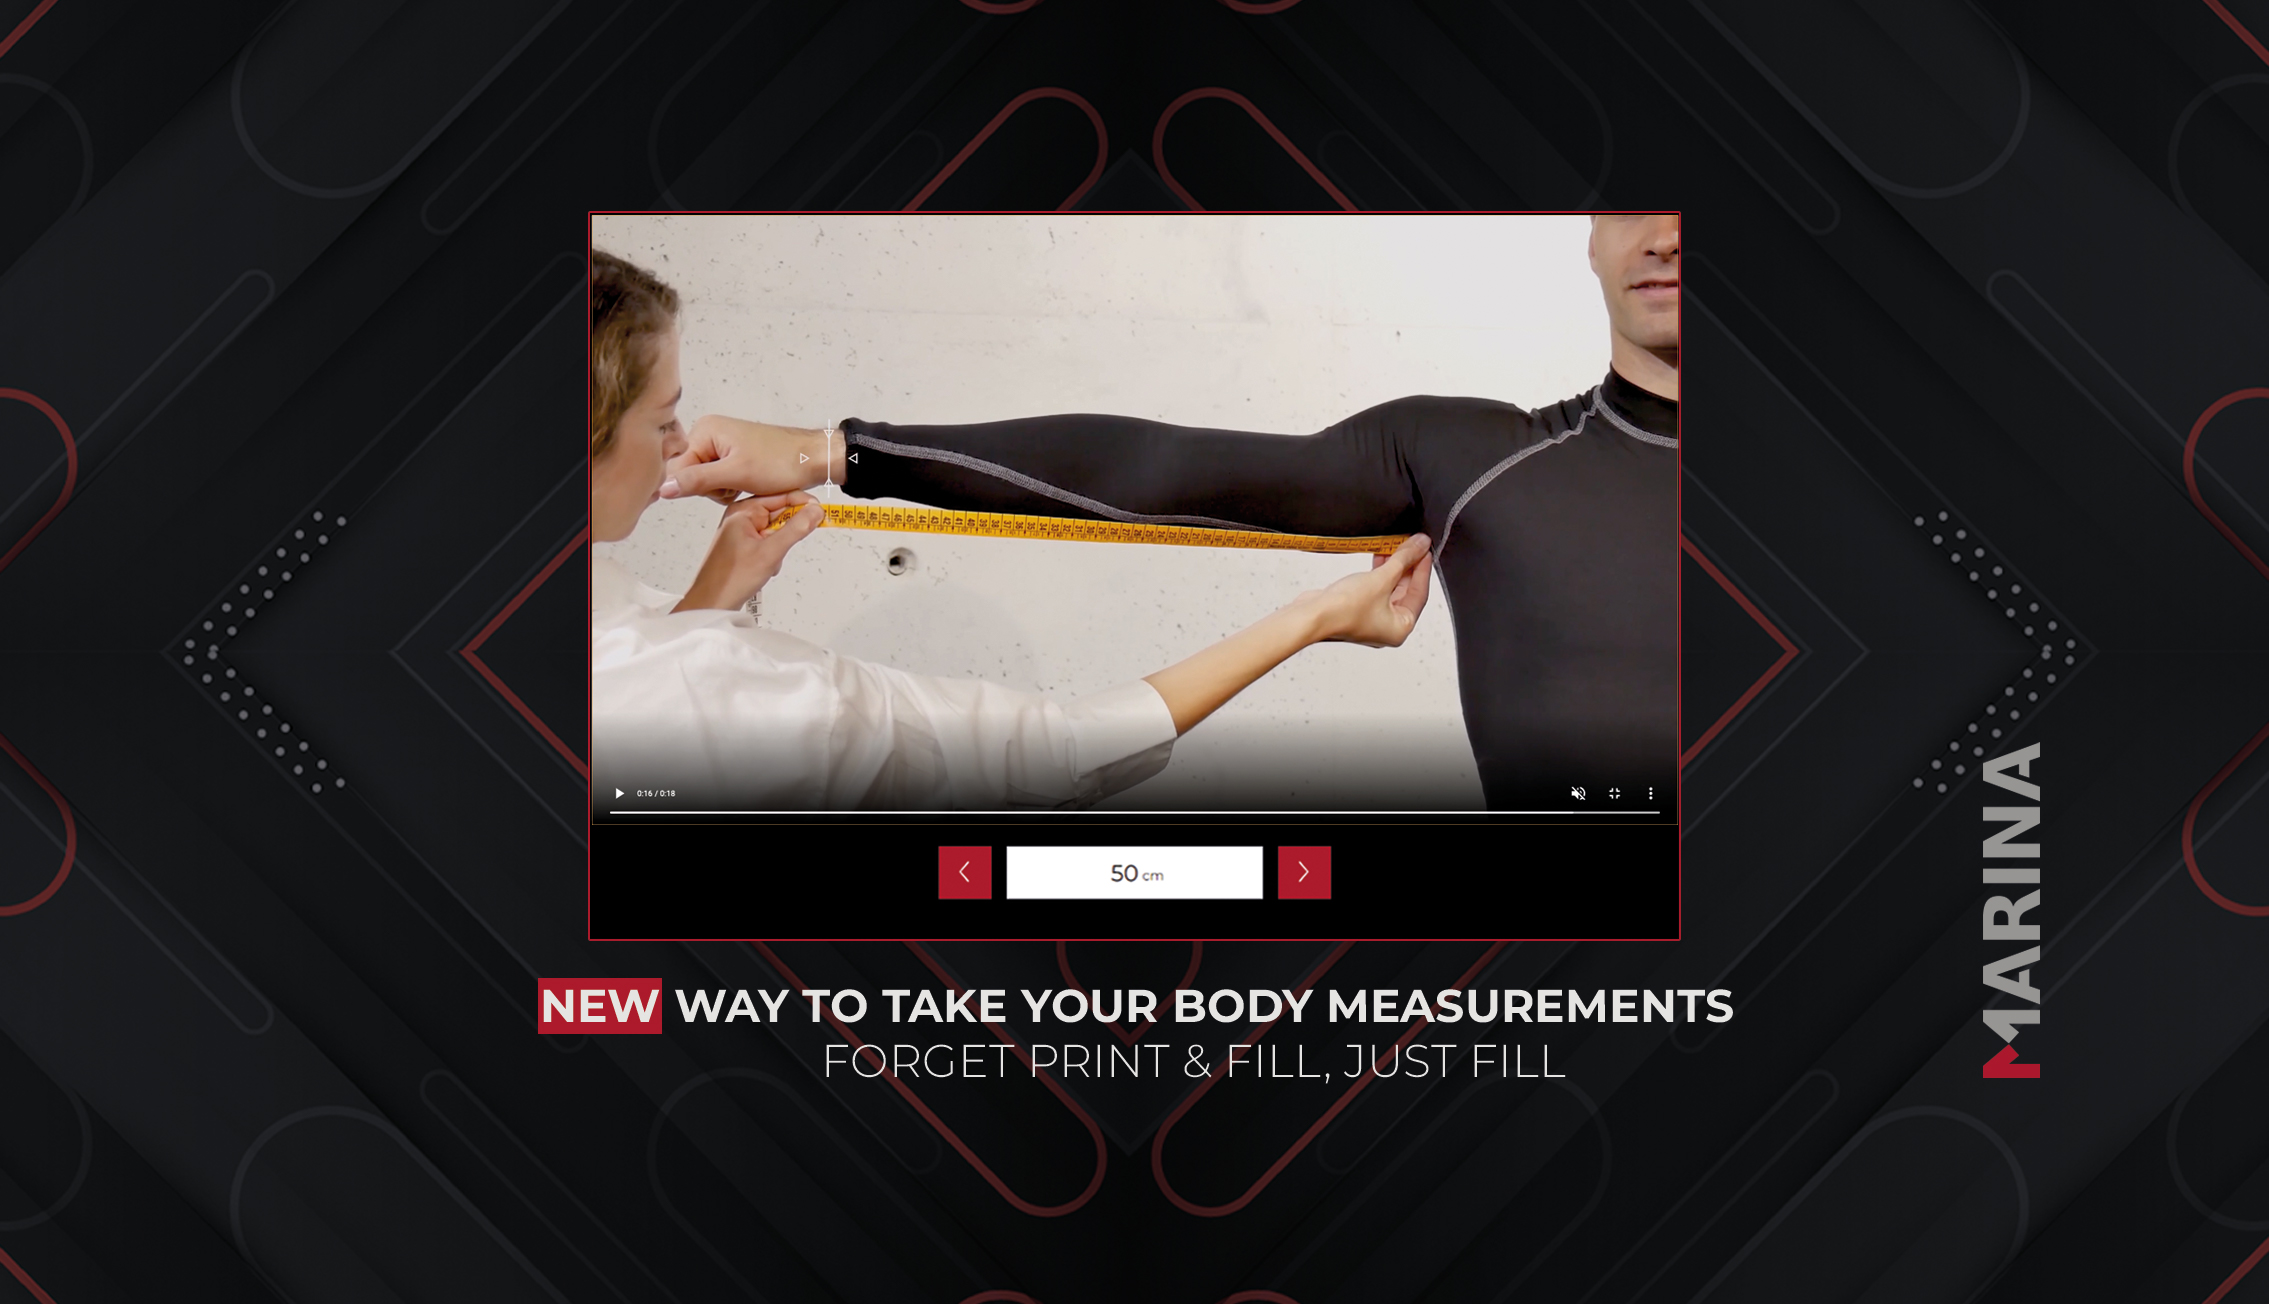 0:16 / 0:18
50 cm
NEW WAY TO TAKE YOUR BODY MEASUREMENTS
FORGET PRINT & FILL, JUST FILL
MARINA